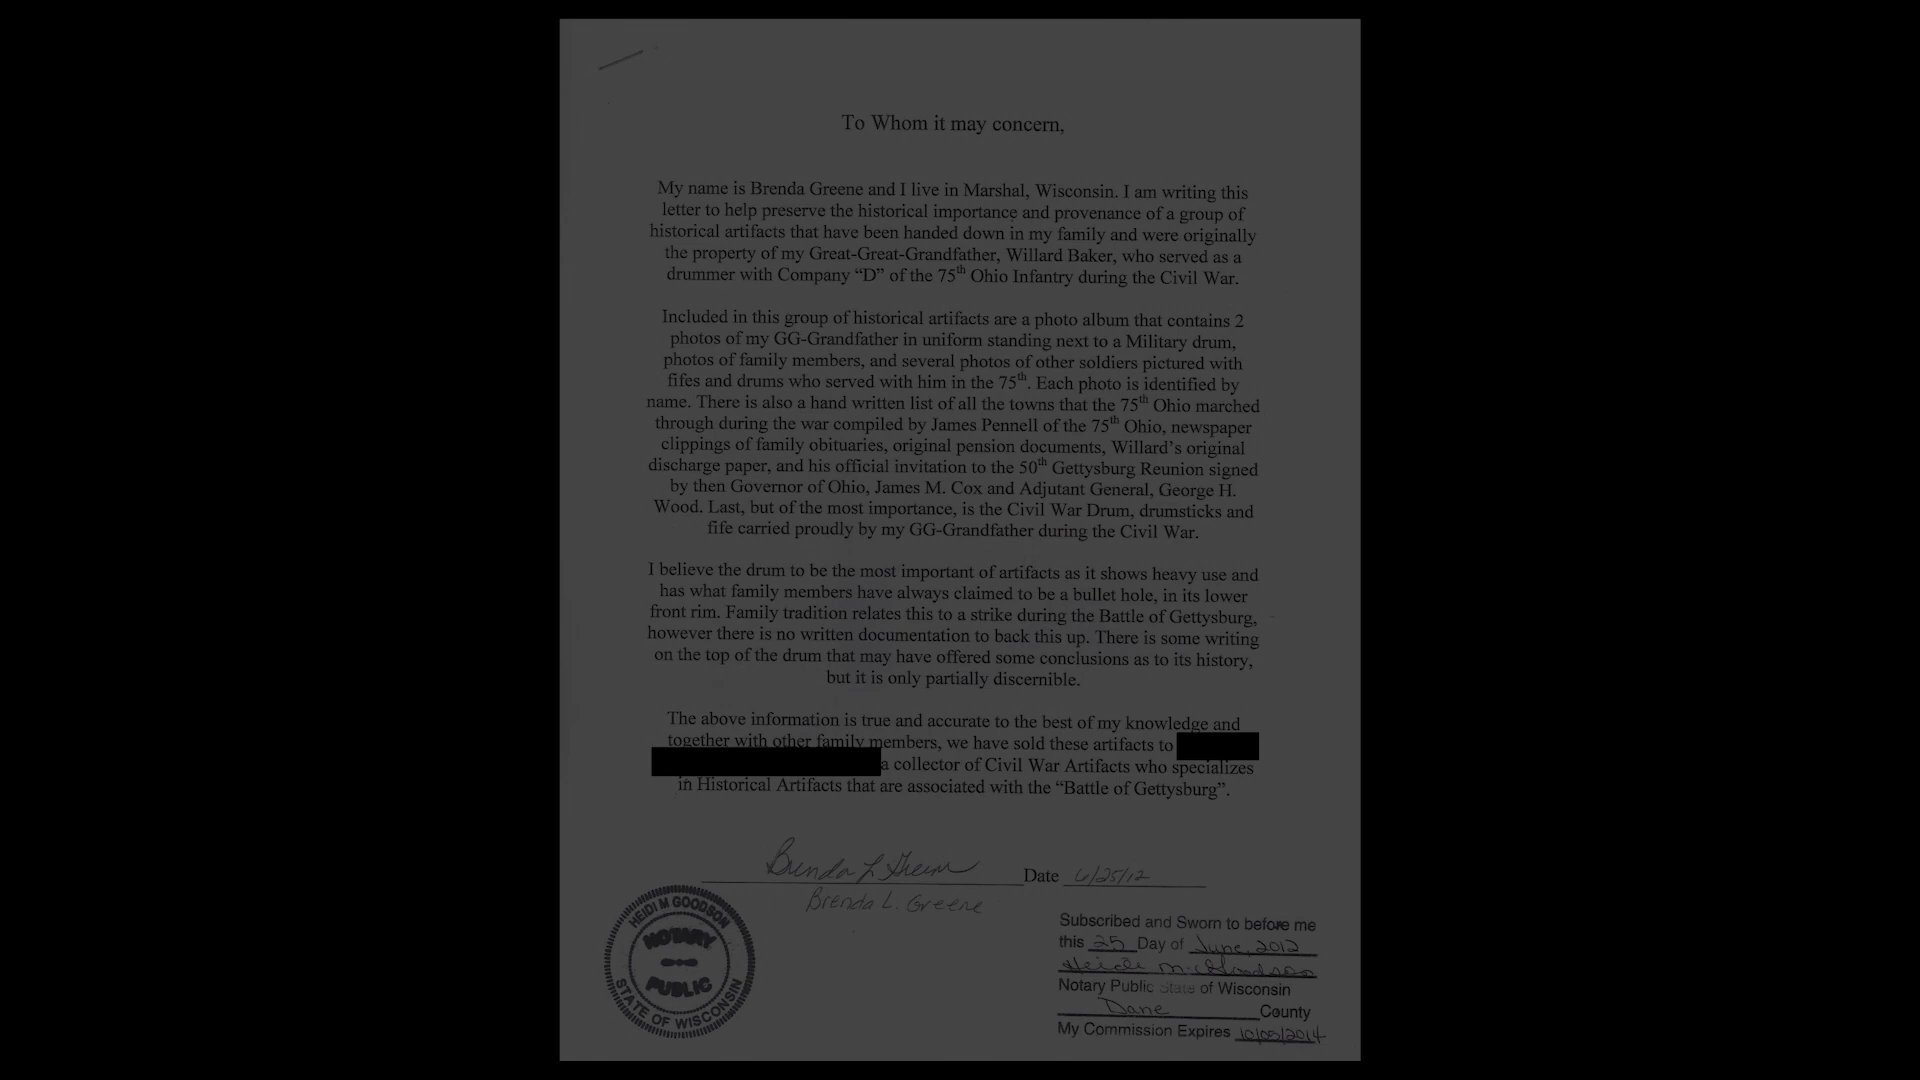 To Whom it may concern,
My name is Brenda Greene and I live in Marshal, Wisconsin. I am writing this
letter to help preserve the historical importance and provenance of a group of
historical artifacts that have been handed down in my family and were originally
the property of my Great-Great-Grandfather, Willard Baker, who served as a
drummer with Company “D” of the 75th Ohio Infantry during the Civil War.
Included in this group of historical artifacts are a photo album that contains 2
photos of my GG-Grandfather in uniform standing next to a Military drum,
photos of family members, and several photos of other soldiers pictured with
fifes and drums who served with him in the 75th. Each photo is identified by
name. There is also a hand written list of all the towns that the 75th Ohio marched
through during the war compiled by James Pennell of the 75th Ohio, newspaper
clippings of family obituaries, original pension documents, Willard’s original
discharge paper, and his official invitation to the 50th Gettysburg Reunion signed
by then Governor of Ohio, James M. Cox and Adjutant General, George H.
Wood. Last, but of the most importance, is the Civil War Drum, drumsticks and
fife carried proudly by my GG-Grandfather during the Civil War.
I believe the drum to be the most important of artifacts as it shows heavy use and
has what family members have always claimed to be a bullet hole, in its lower
front rim. Family tradition relates this to a strike during the Battle of Gettysburg,
however there is no written documentation to back this up. There is some writing
on the top of the drum that may have offered some conclusions as to its history,
but it is only partially discernible.
The above information is true and accurate to the best of my knowledge and
together with other family members, we have sold these artifacts to
a collector of Civil War Artifacts who specializes
in Historical Artifacts that are associated with the “Battle of Gettysburg”.
Brenda L Greene Date 6/25/12
Brenda L. Greene
HEIDI M GOODSON
NOTARY
PUBLIC
STATE OF WISCONSIN
Subscribed and Sworn to before me
this 25 Day of June, 2012
Heidi M. Goodson
Notary Public State of Wisconsin
Dane County
My Commission Expires 10/05/2014